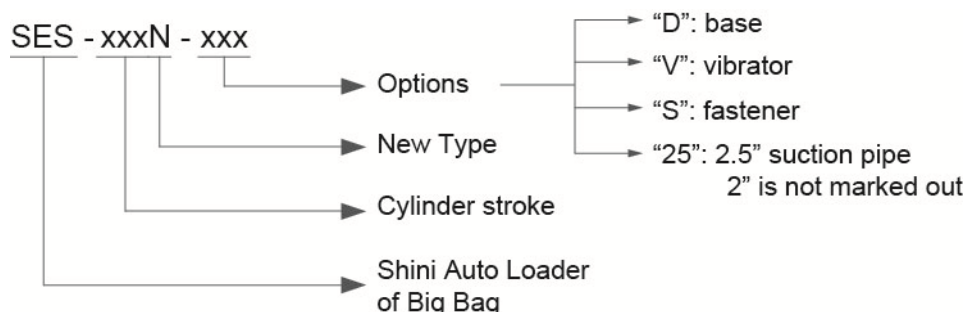 SES - xxxN - xxx
Options
"D": base
"V": vibrator
"S": fastener
"25": 2.5" suction pipe
2" is not marked out
New Type
Cylinder stroke
Shini Auto Loader
of Big Bag